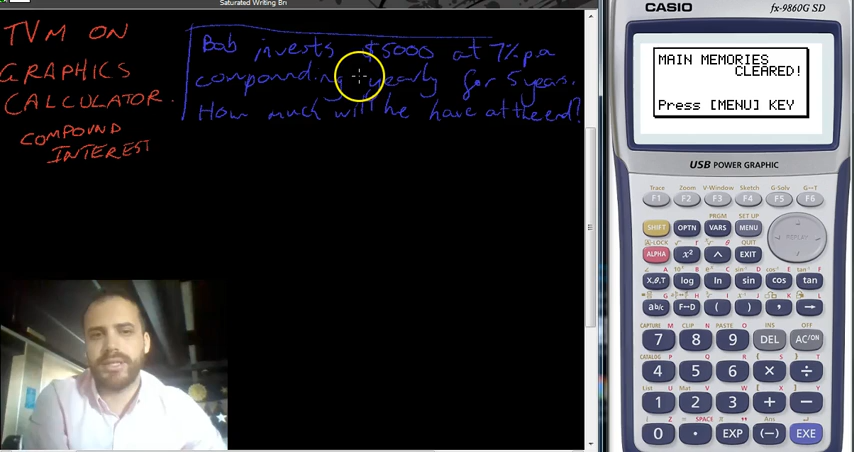 Saturated Writing Bri
TVM ON
GRAPHICS
CALCULATOR.
COMPOUND
INTEREST
Bob invests $5000 at 7% p.a
compounding yearly for 5 years.
How much will he have at the end?
CASIO
fx-9860G SD
MAIN MEMORIES
CLEARED!
Press [MENU] KEY
USB POWER GRAPHIC
Trace Zoom V-Window Sketch G-Solv G↔T
F1 F2 F3 F4 F5 F6
PRGM SET UP
SHIFT OPTN VARS MENU
REPLAY
A-LOCK QUIT
ALPHA x² ^ EXIT
X,θ,T log ln sin cos tan
a b/c F↔D ( ) , →
CAPTURE CLIP PASTE INS OFF
7 8 9 DEL AC/ON
CATALOG
4 5 6 × ÷
List Mat
1 2 3 + −
SPACE Ans
0 . EXP (−) EXE